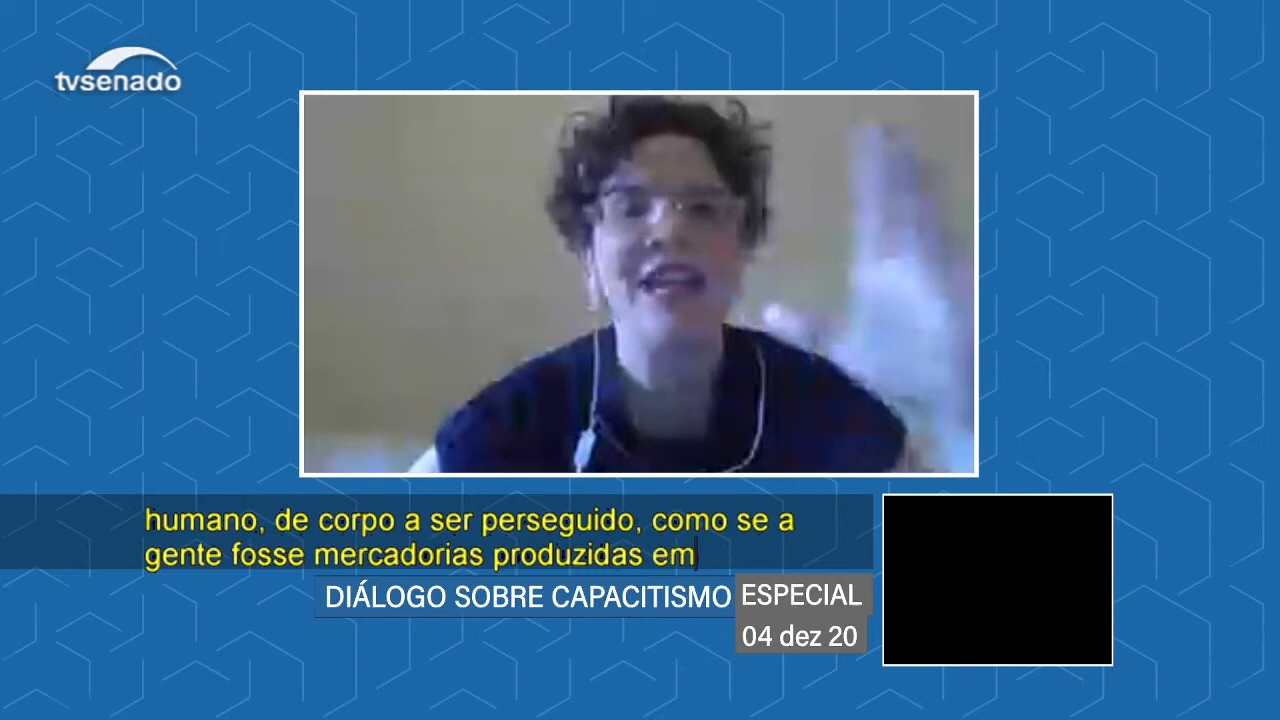 tvsenado
humano, de corpo a ser perseguido, como se a
gente fosse mercadorias produzidas em
DIÁLOGO SOBRE CAPACITISMO
ESPECIAL
04 dez 20